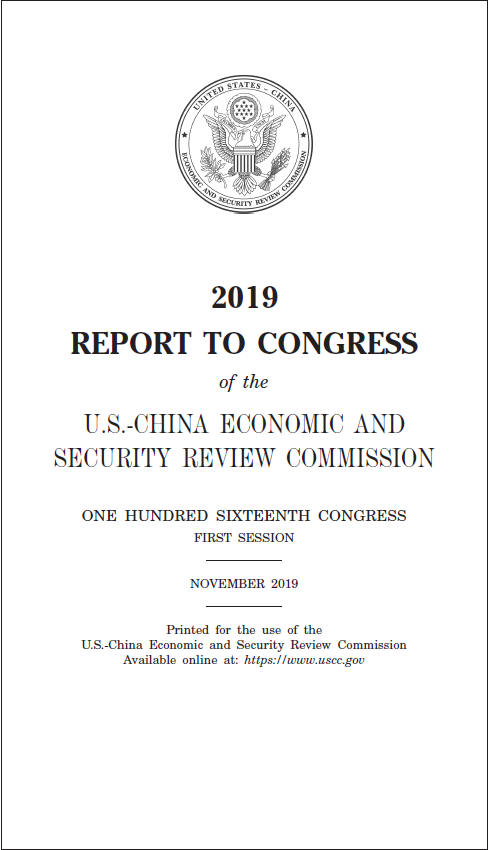 UNITED STATES – CHINA
ECONOMIC AND SECURITY REVIEW COMMISSION
2019
REPORT TO CONGRESS
of the
U.S.-CHINA ECONOMIC AND
SECURITY REVIEW COMMISSION
ONE HUNDRED SIXTEENTH CONGRESS
FIRST SESSION
NOVEMBER 2019
Printed for the use of the
U.S.-China Economic and Security Review Commission
Available online at: https://www.uscc.gov